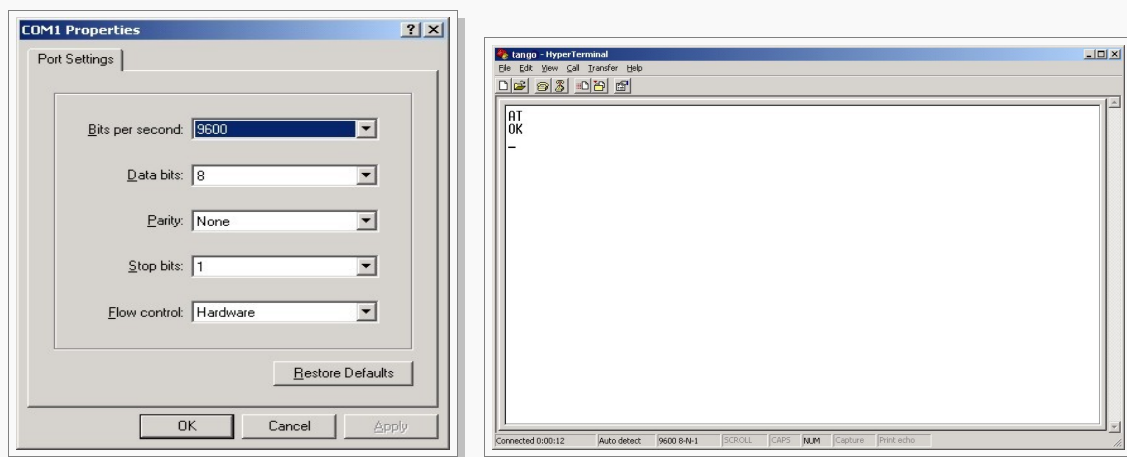 COM1 Properties
Port Settings
Bits per second: 9600
Data bits: 8
Parity: None
Stop bits: 1
Flow control: Hardware
Restore Defaults
OK Cancel Apply
tango - HyperTerminal
File Edit View Call Transfer Help
AT
OK
Connected 0:00:12 Auto detect 9600 8-N-1 SCROLL CAPS NUM Capture Print echo